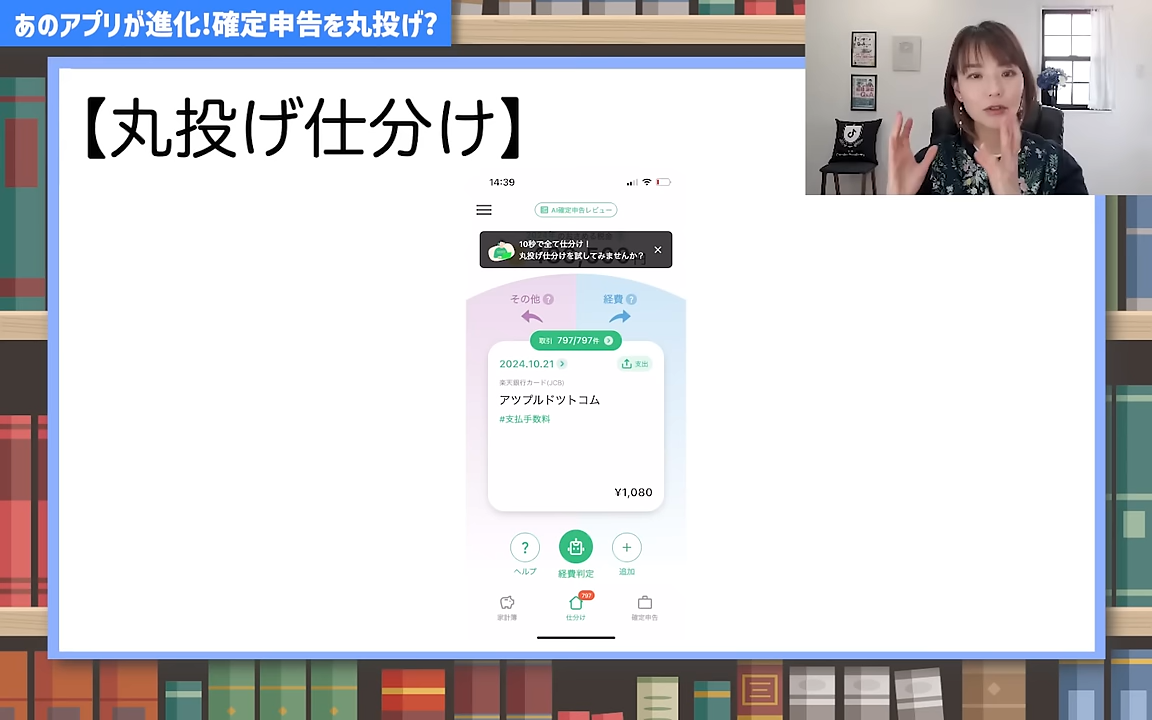 あのアプリが進化!確定申告を丸投げ?
【丸投げ仕分け】
14:39
AI確定申告レビュー
10秒で全て仕分け！
丸投げ仕分けを試してみませんか？
その他 ?
経費 ?
取引 797/797件
2024.10.21
支出
楽天銀行カード(JCB)
アツプルドツトコム
#支払手数料
¥1,080
?
ヘルプ
経費判定
追加
797
家計簿
仕分け
確定申告